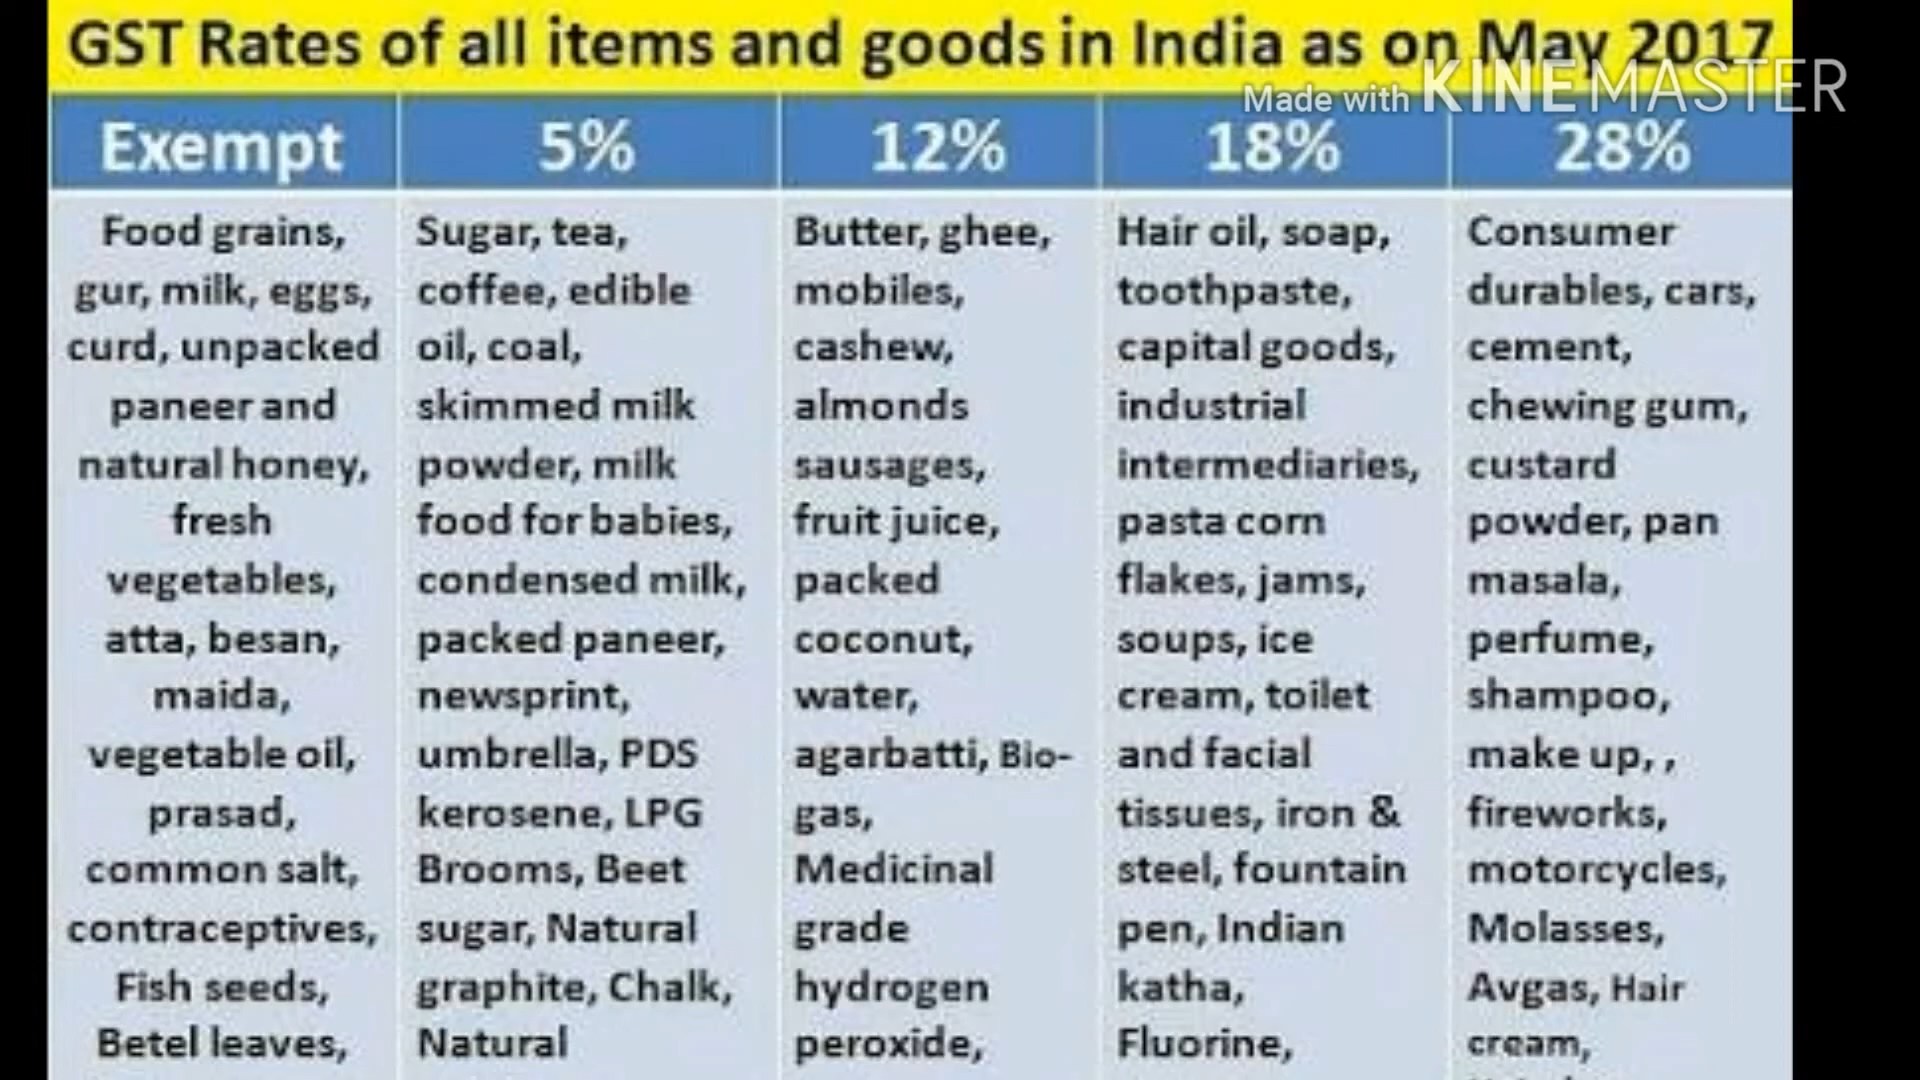 GST Rates of all items and goods in India as on May 2017
Made with KINEMASTER
Exempt
Food grains,
gur, milk, eggs,
curd, unpacked
paneer and
natural honey,
fresh
vegetables,
atta, besan,
maida,
vegetable oil,
prasad,
common salt,
contraceptives,
Fish seeds,
Betel leaves,
5%
Sugar, tea,
coffee, edible
oil, coal,
skimmed milk
powder, milk
food for babies,
condensed milk,
packed paneer,
newsprint,
umbrella, PDS
kerosene, LPG
Brooms, Beet
sugar, Natural
graphite, Chalk,
Natural
12%
Butter, ghee,
mobiles,
cashew,
almonds
sausages,
fruit juice,
packed
coconut,
water,
agarbatti, Bio-
gas,
Medicinal
grade
hydrogen
peroxide,
18%
Hair oil, soap,
toothpaste,
capital goods,
industrial
intermediaries,
pasta corn
flakes, jams,
soups, ice
cream, toilet
and facial
tissues, iron &
steel, fountain
pen, Indian
katha,
Fluorine,
28%
Consumer
durables, cars,
cement,
chewing gum,
custard
powder, pan
masala,
perfume,
shampoo,
make up, ,
fireworks,
motorcycles,
Molasses,
Avgas, Hair
cream,